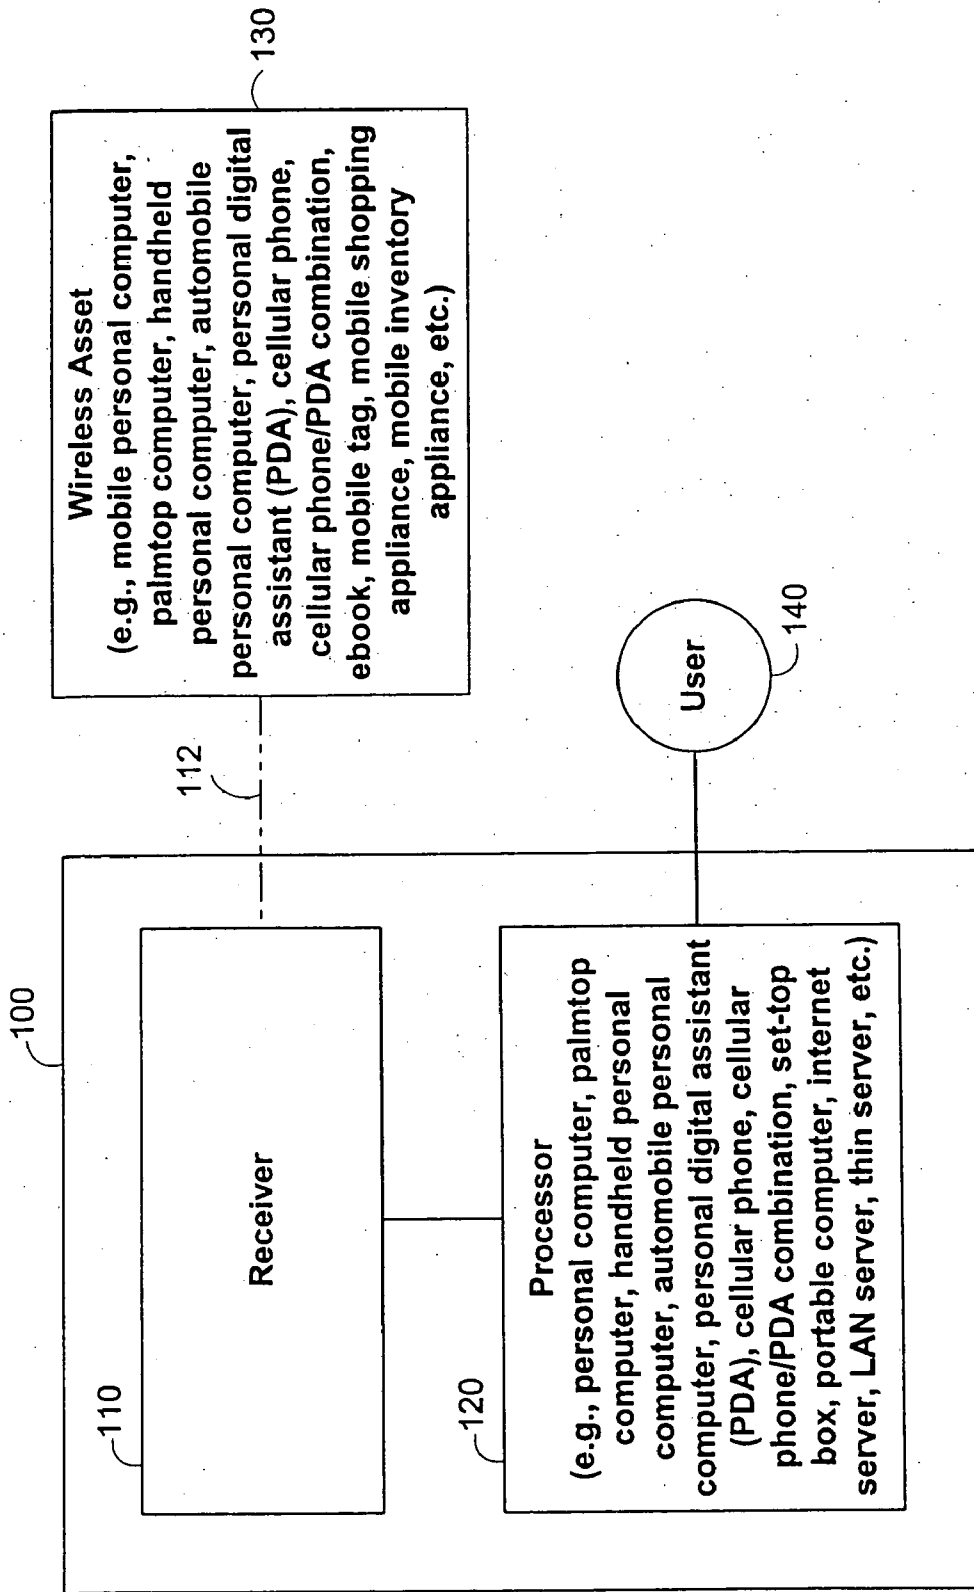 100
110
Receiver
120
Processor
(e.g., personal computer, palmtop
computer, handheld personal
computer, automobile personal
computer, personal digital assistant
(PDA), cellular phone, cellular
phone/PDA combination, set-top
box, portable computer, internet
server, LAN server, thin server, etc.)
112
130
Wireless Asset
(e.g., mobile personal computer,
palmtop computer, handheld
personal computer, automobile
personal computer, personal digital
assistant (PDA), cellular phone,
cellular phone/PDA combination,
ebook, mobile tag, mobile shopping
appliance, mobile inventory
appliance, etc.)
User
140